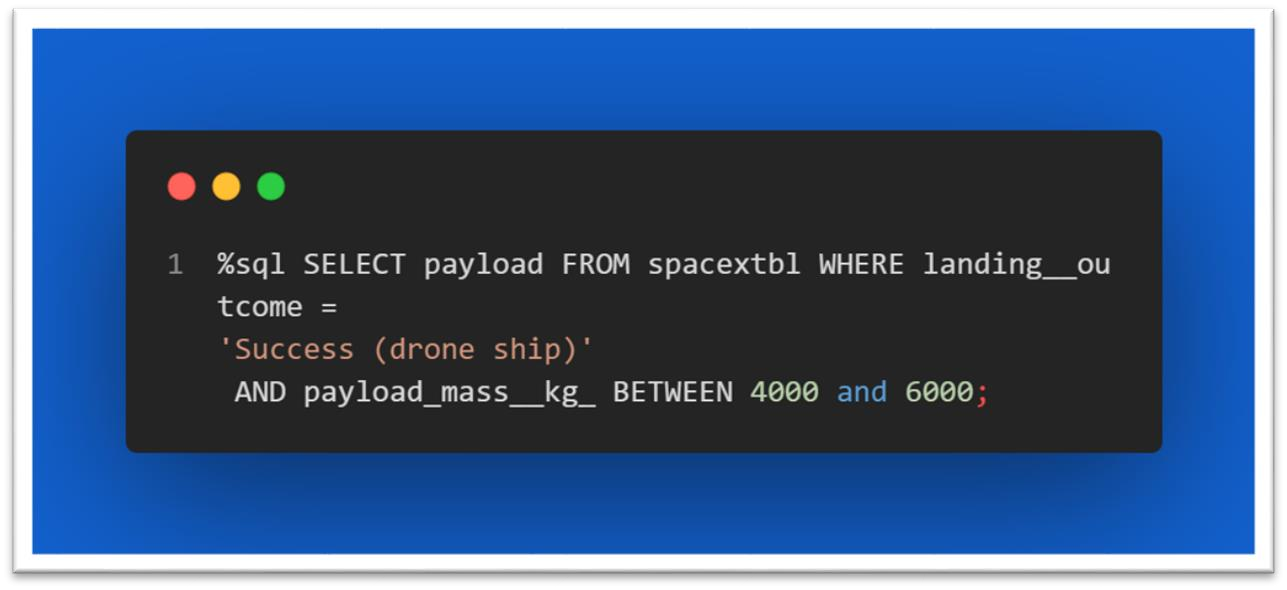 1 %sql SELECT payload FROM spacextbl WHERE landing__ou
tcome =
'Success (drone ship)'
AND payload_mass__kg_ BETWEEN 4000 and 6000;